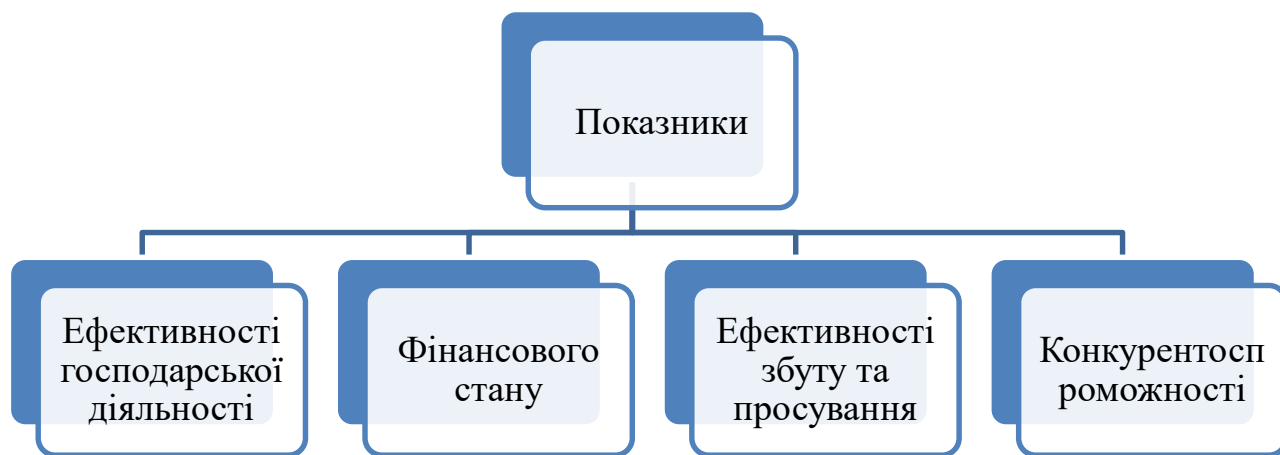 Показники
Ефективності
господарської
діяльності
Фінансового
стану
Ефективності
збуту та
просування
Конкурентосп
роможності